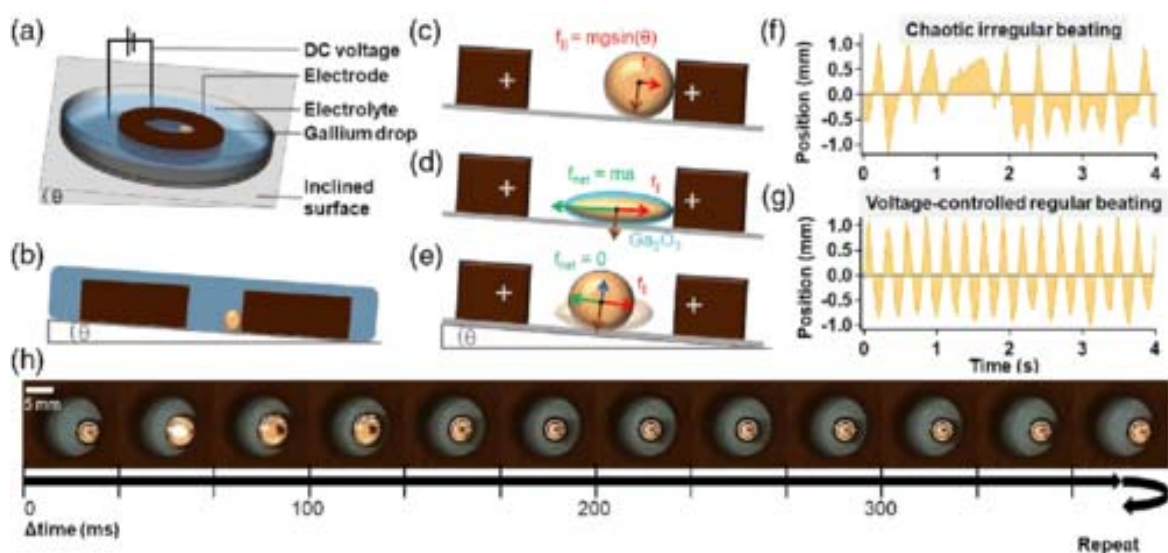 (a)
DC voltage
Electrode
Electrolyte
Gallium drop
Inclined
surface
θ
(b)
θ
(c)
f∥ = mgsin(θ)
+
+
(d)
f_net = ma
f∥
+
+
Ga₂O₃
(e)
f_net = 0
f∥
+
+
θ
(f)
Chaotic irregular beating
Position (mm)
1.0
0.5
0.0
-0.5
-1.0
0 1 2 3 4
(g)
Voltage-controlled regular beating
Position (mm)
1.0
0.5
0.0
-0.5
-1.0
0 1 2 3 4
Time (s)
(h)
5 mm
0 100 200 300
Δtime (ms)
Repeat